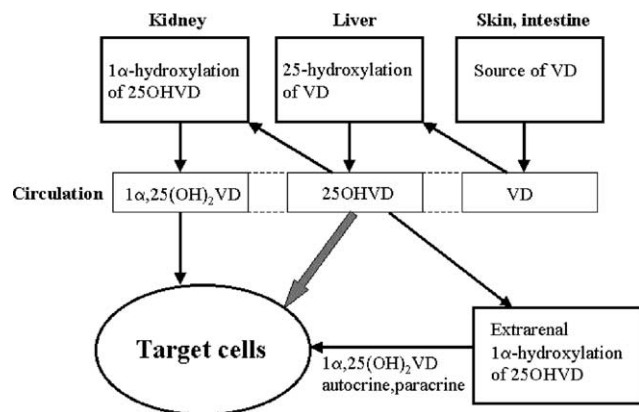 Kidney
Liver
Skin, intestine
1α-hydroxylation
of 25OHVD
25-hydroxylation
of VD
Source of VD
Circulation
1α,25(OH)₂VD
25OHVD
VD
Target cells
1α,25(OH)₂VD
autocrine,paracrine
Extrarenal
1α-hydroxylation
of 25OHVD